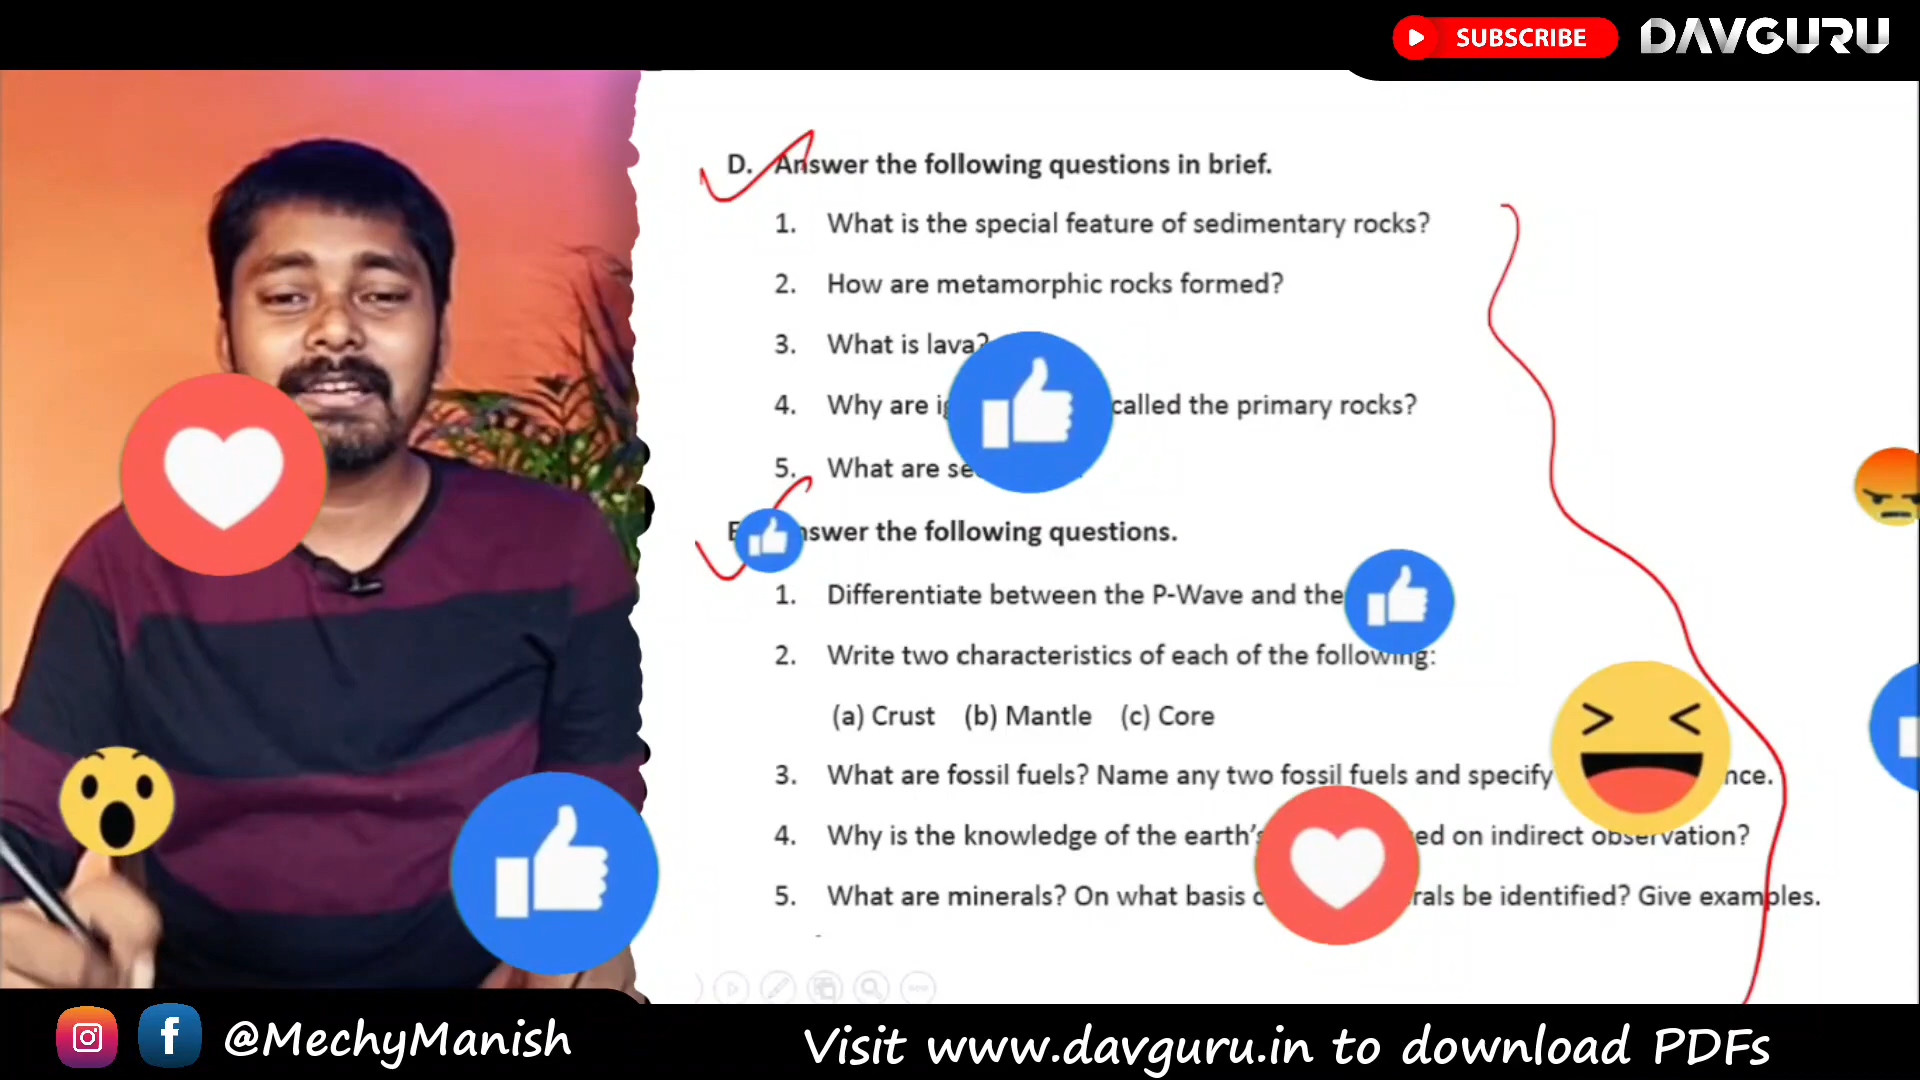 SUBSCRIBE DAVGURU
D. Answer the following questions in brief.
1. What is the special feature of sedimentary rocks?
2. How are metamorphic rocks formed?
3. What is lava?
4. Why are called the primary rocks?
5. What are
Answer the following questions.
1. Differentiate between the P-Wave and the
2. Write two characteristics of each of the following:
(a) Crust (b) Mantle (c) Core
3. What are fossil fuels? Name any two fossil fuels and specify
4. Why is the knowledge of the earth's on indirect observation?
5. What are minerals? On what basis be identified? Give examples.
@MechyManish
Visit www.davguru.in to download PDFs